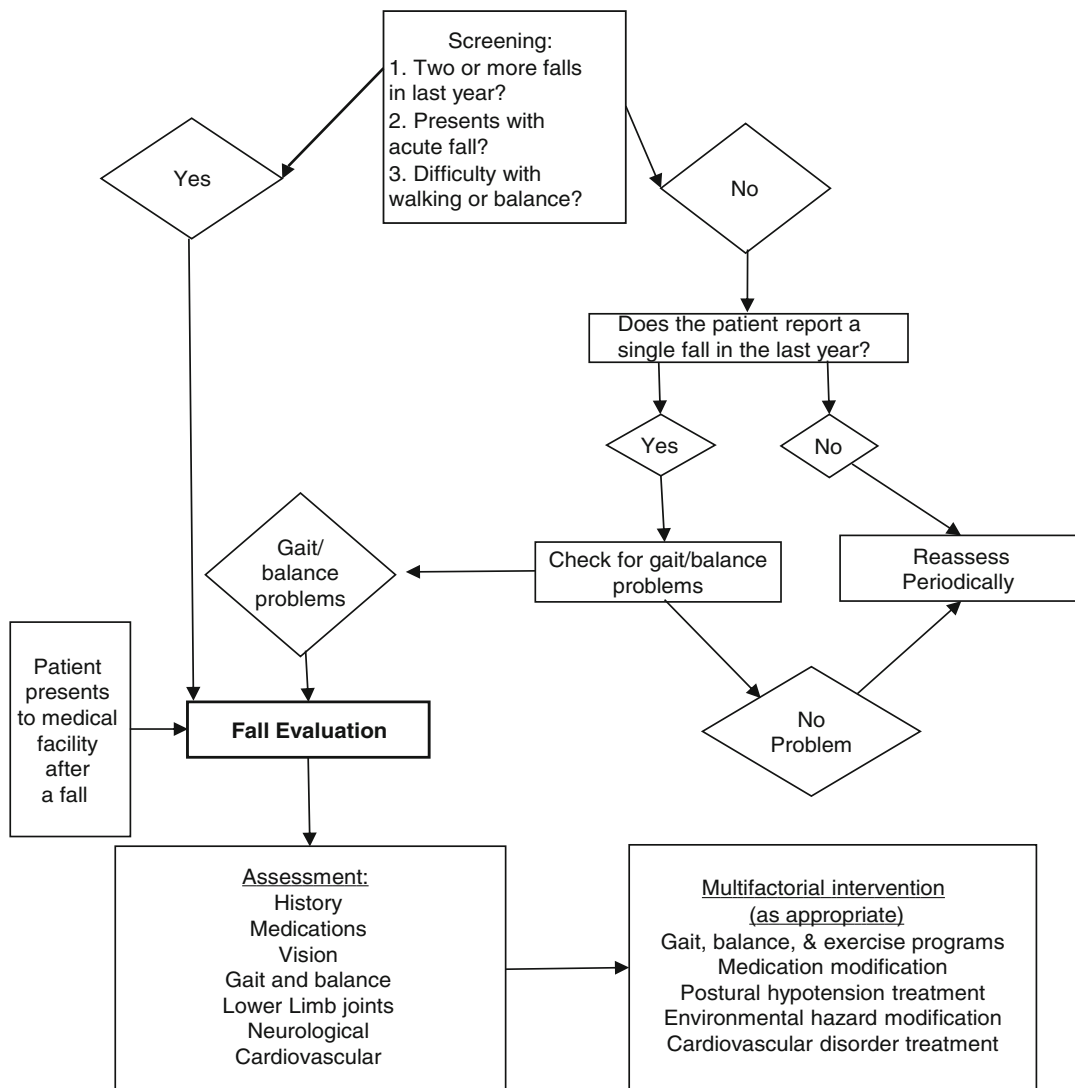 Screening:
1. Two or more falls
in last year?
2. Presents with
acute fall?
3. Difficulty with
walking or balance?
Yes
No
Does the patient report a
single fall in the last year?
Yes
No
Gait/
balance
problems
Check for gait/balance
problems
Reassess
Periodically
Patient
presents
to medical
facility
after
a fall
Fall Evaluation
No
Problem
Assessment:
History
Medications
Vision
Gait and balance
Lower Limb joints
Neurological
Cardiovascular
Multifactorial intervention
(as appropriate)
Gait, balance, & exercise programs
Medication modification
Postural hypotension treatment
Environmental hazard modification
Cardiovascular disorder treatment